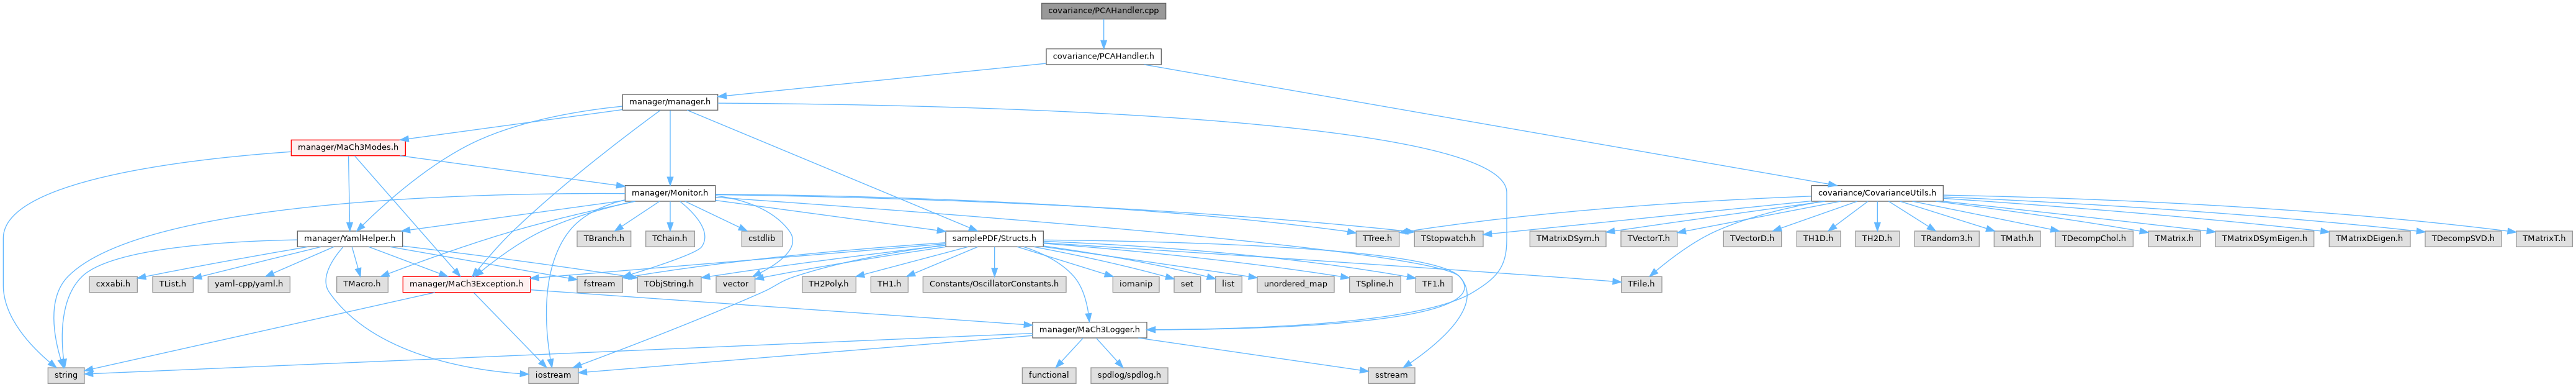 covariance/PCAHandler.cpp
covariance/PCAHandler.h
manager/manager.h
manager/MaCh3Modes.h
manager/Monitor.h
covariance/CovarianceUtils.h
manager/YamlHelper.h
TBranch.h
TChain.h
cstdlib
samplePDF/Structs.h
TTree.h
TStopwatch.h
TMatrixDSym.h
TVectorT.h
TVectorD.h
TH1D.h
TH2D.h
TRandom3.h
TMath.h
TDecompChol.h
TMatrix.h
TMatrixDSymEigen.h
TMatrixDEigen.h
TDecompSVD.h
TMatrixT.h
cxxabi.h
TList.h
yaml-cpp/yaml.h
TMacro.h
manager/MaCh3Exception.h
fstream
TObjString.h
vector
TH2Poly.h
TH1.h
Constants/OscillatorConstants.h
iomanip
set
list
unordered_map
TSpline.h
TF1.h
TFile.h
manager/MaCh3Logger.h
string
iostream
functional
spdlog/spdlog.h
sstream